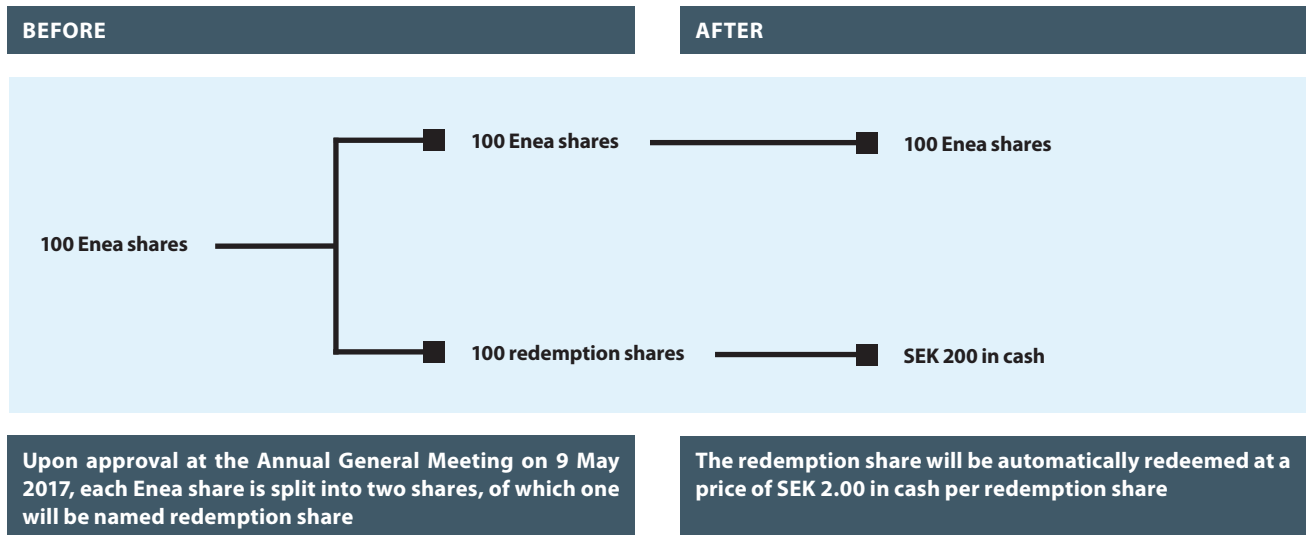 BEFORE
AFTER
100 Enea shares
100 Enea shares
100 Enea shares
100 redemption shares
SEK 200 in cash
Upon approval at the Annual General Meeting on 9 May
2017, each Enea share is split into two shares, of which one
will be named redemption share
The redemption share will be automatically redeemed at a
price of SEK 2.00 in cash per redemption share